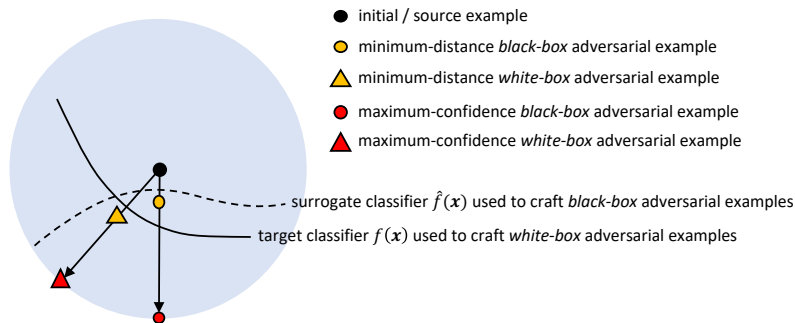 initial / source example
minimum-distance black-box adversarial example
minimum-distance white-box adversarial example
maximum-confidence black-box adversarial example
maximum-confidence white-box adversarial example
surrogate classifier f̂(x) used to craft black-box adversarial examples
target classifier f(x) used to craft white-box adversarial examples